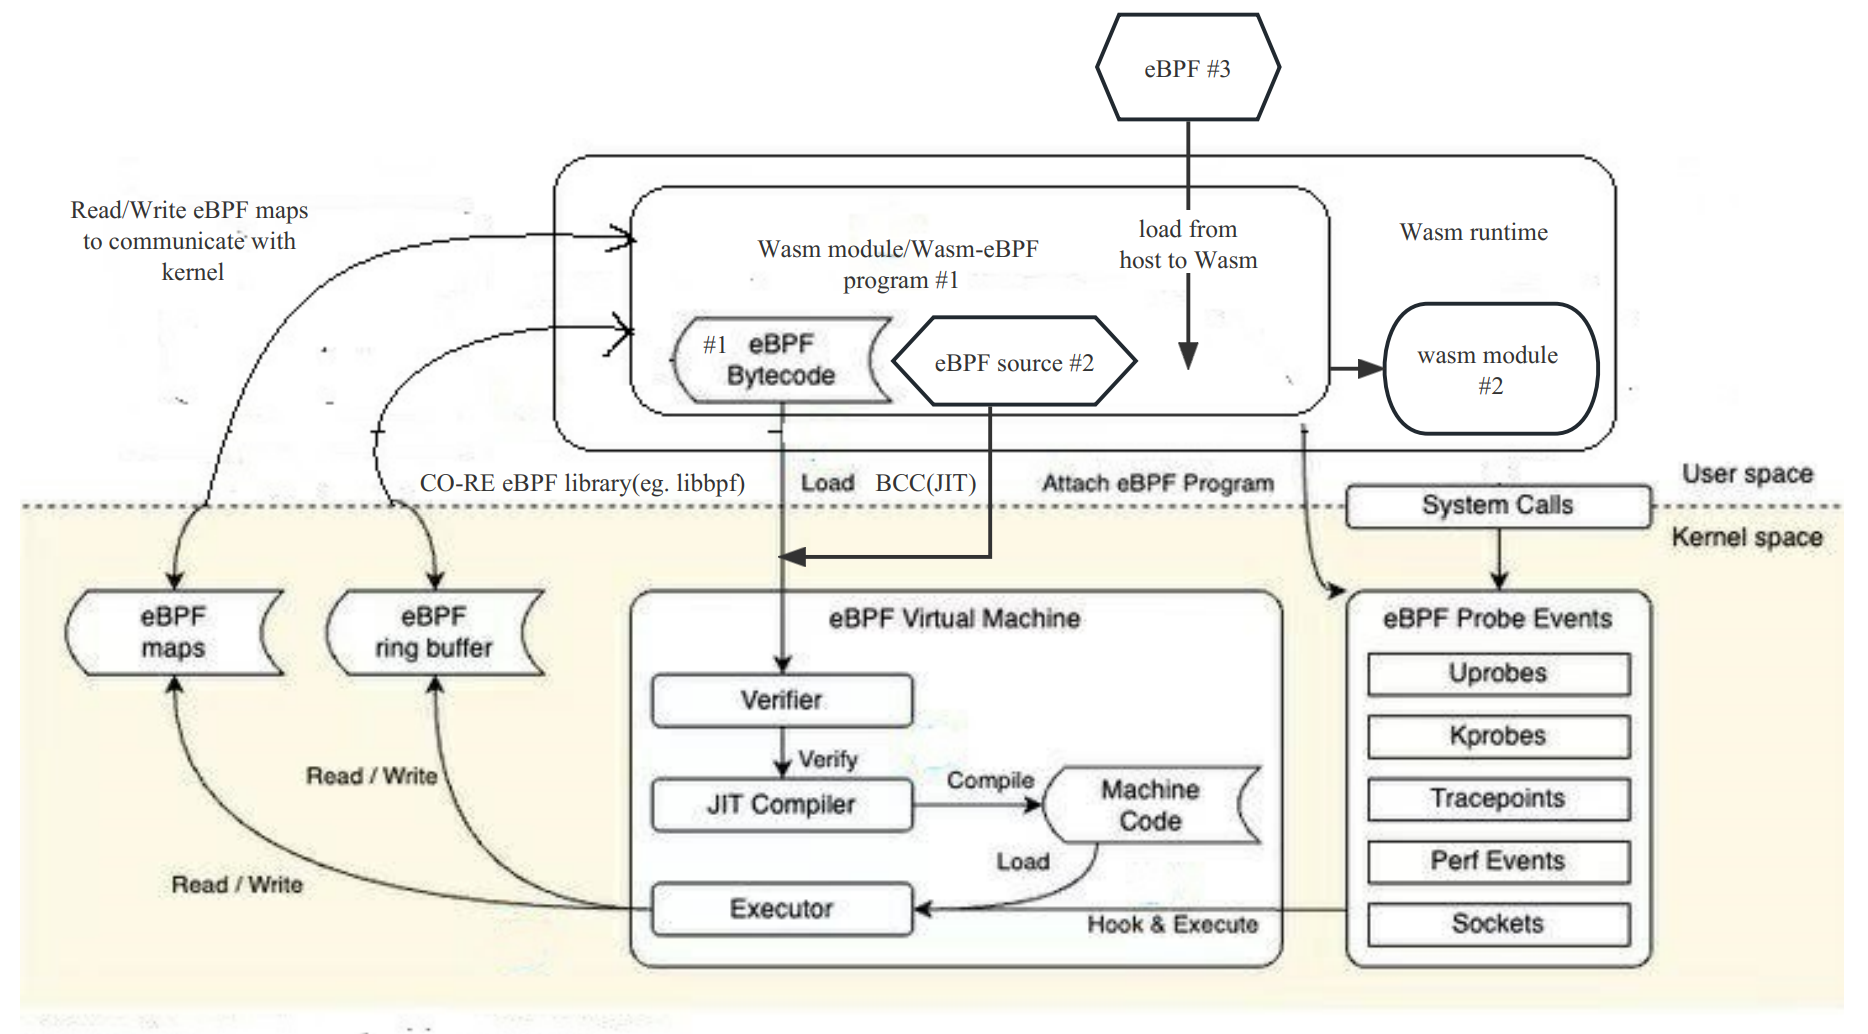 eBPF #3
Read/Write eBPF maps
to communicate with
kernel
Wasm module/Wasm-eBPF
program #1
load from
host to Wasm
Wasm runtime
#1 eBPF
Bytecode
eBPF source #2
wasm module
#2
CO-RE eBPF library(eg. libbpf)
Load
BCC(JIT)
Attach eBPF Program
User space
System Calls
Kernel space
eBPF
maps
eBPF
ring buffer
eBPF Virtual Machine
eBPF Probe Events
Verifier
Verify
JIT Compiler
Compile
Machine
Code
Load
Executor
Hook & Execute
Read / Write
Read / Write
Uprobes
Kprobes
Tracepoints
Perf Events
Sockets